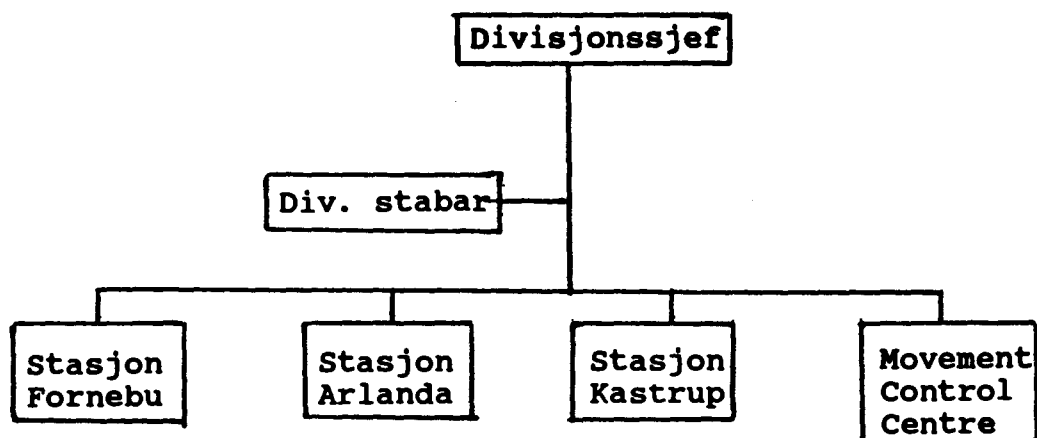 Divisjonssjef
Div. stabar
Stasjon
Fornebu
Stasjon
Arlanda
Stasjon
Kastrup
Movement
Control
Centre